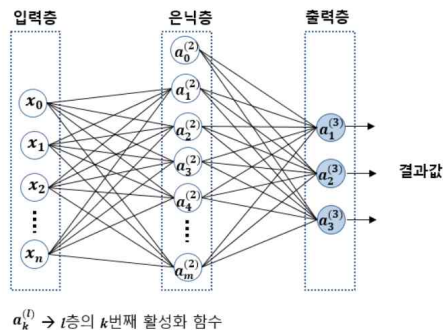 입력층 은닉층 출력층
x₀
x₁
x₂
xₙ
a₀⁽²⁾
a₁⁽²⁾
a₂⁽²⁾
a₃⁽²⁾
a₄⁽²⁾
aₘ⁽²⁾
a₁⁽³⁾
a₂⁽³⁾
a₃⁽³⁾
결과값
aₖ⁽ˡ⁾ → l층의 k번째 활성화 함수